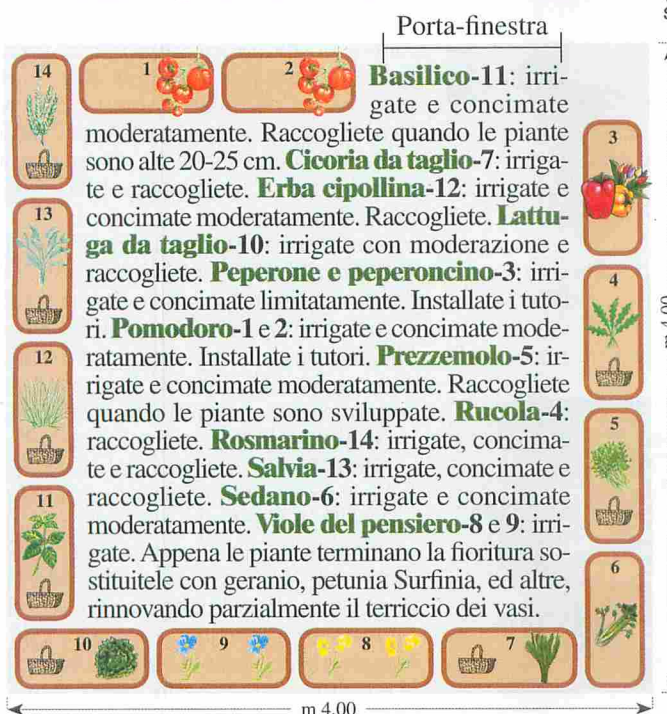 Porta-finestra
14
1
2
Basilico-11: irri-
gate e concimate
moderatamente. Raccogliete quando le piante
sono alte 20-25 cm. Cicoria da taglio-7: irriga-
te e raccogliete. Erba cipollina-12: irrigate e
concimate moderatamente. Raccogliete. Lattu-
ga da taglio-10: irrigate con moderazione e
raccogliete. Peperone e peperoncino-3: irri-
gate e concimate limitatamente. Installate i tuto-
ri. Pomodoro-1 e 2: irrigate e concimate mode-
ratamente. Installate i tutori. Prezzemolo-5: ir-
rigate e concimate moderatamente. Raccogliete
quando le piante sono sviluppate. Rucola-4:
raccogliete. Rosmarino-14: irrigate, concima-
te e raccogliete. Salvia-13: irrigate, concimate e
raccogliete. Sedano-6: irrigate e concimate
moderatamente. Viole del pensiero-8 e 9: irri-
gate. Appena le piante terminano la fioritura so-
stituitele con geranio, petunia Surfinia, ed altre,
rinnovando parzialmente il terriccio dei vasi.
3
4
5
6
13
12
11
10
9
8
7
m 4.00
m 4.00